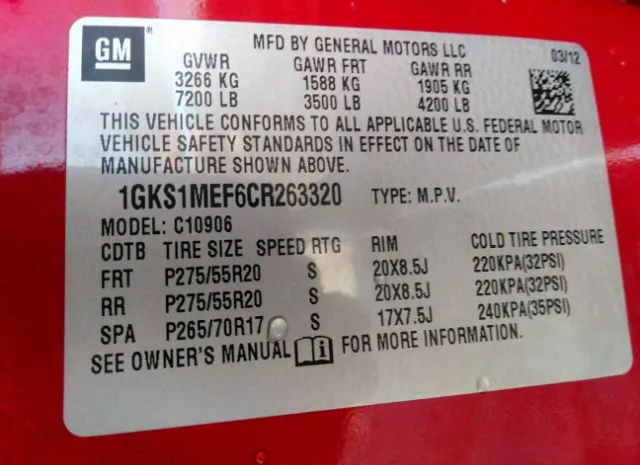 GM
MFD BY GENERAL MOTORS LLC 03/12
GVWR GAWR FRT GAWR RR
3266 KG 1588 KG 1905 KG
7200 LB 3500 LB 4200 LB
THIS VEHICLE CONFORMS TO ALL APPLICABLE U.S. FEDERAL MOTOR
VEHICLE SAFETY STANDARDS IN EFFECT ON THE DATE OF
MANUFACTURE SHOWN ABOVE.
1GKS1MEF6CR263320 TYPE: M.P.V.
MODEL: C10906
CDTB TIRE SIZE SPEED RTG RIM COLD TIRE PRESSURE
FRT P275/55R20 S 20X8.5J 220KPA(32PSI)
RR P275/55R20 S 20X8.5J 220KPA(32PSI)
SPA P265/70R17 S 17X7.5J 240KPA(35PSI)
SEE OWNER'S MANUAL i FOR MORE INFORMATION.